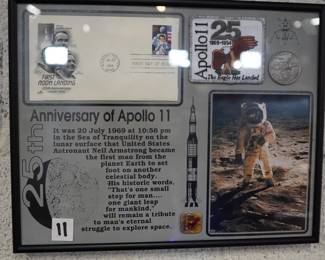 FIRST
MOON LANDING
FIRST DAY OF ISSUE
Apollo 11
25
1969-1994
The Eagle Has Landed
Anniversary of Apollo 11
25th
It was 20 July 1969 at 10:56 pm
in the Sea of Tranquility on the
lunar surface that United States
Astronaut Neil Armstrong became
the first man from the
planet Earth to set
foot on another
celestial body.
His historic words,
"That's one small
step for man....
one giant leap
for mankind,"
will remain a tribute
to man's eternal
struggle to explore space.
11